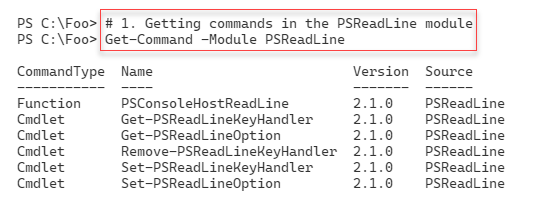 PS C:\Foo> # 1. Getting commands in the PSReadLine module
PS C:\Foo> Get-Command -Module PSReadLine
CommandType  Name                         Version  Source
-----------  ----                         -------  ------
Function     PSConsoleHostReadLine        2.1.0    PSReadLine
Cmdlet       Get-PSReadLineKeyHandler     2.1.0    PSReadLine
Cmdlet       Get-PSReadLineOption         2.1.0    PSReadLine
Cmdlet       Remove-PSReadLineKeyHandler  2.1.0    PSReadLine
Cmdlet       Set-PSReadLineKeyHandler     2.1.0    PSReadLine
Cmdlet       Set-PSReadLineOption         2.1.0    PSReadLine